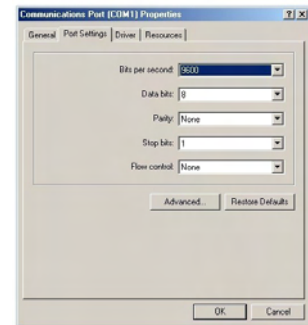 Communications Port (COM1) Properties
General Port Settings Driver Resources
Bits per second: 9600
Data bits: 8
Parity: None
Stop bits: 1
Flow control: None
Advanced... Restore Defaults
OK Cancel